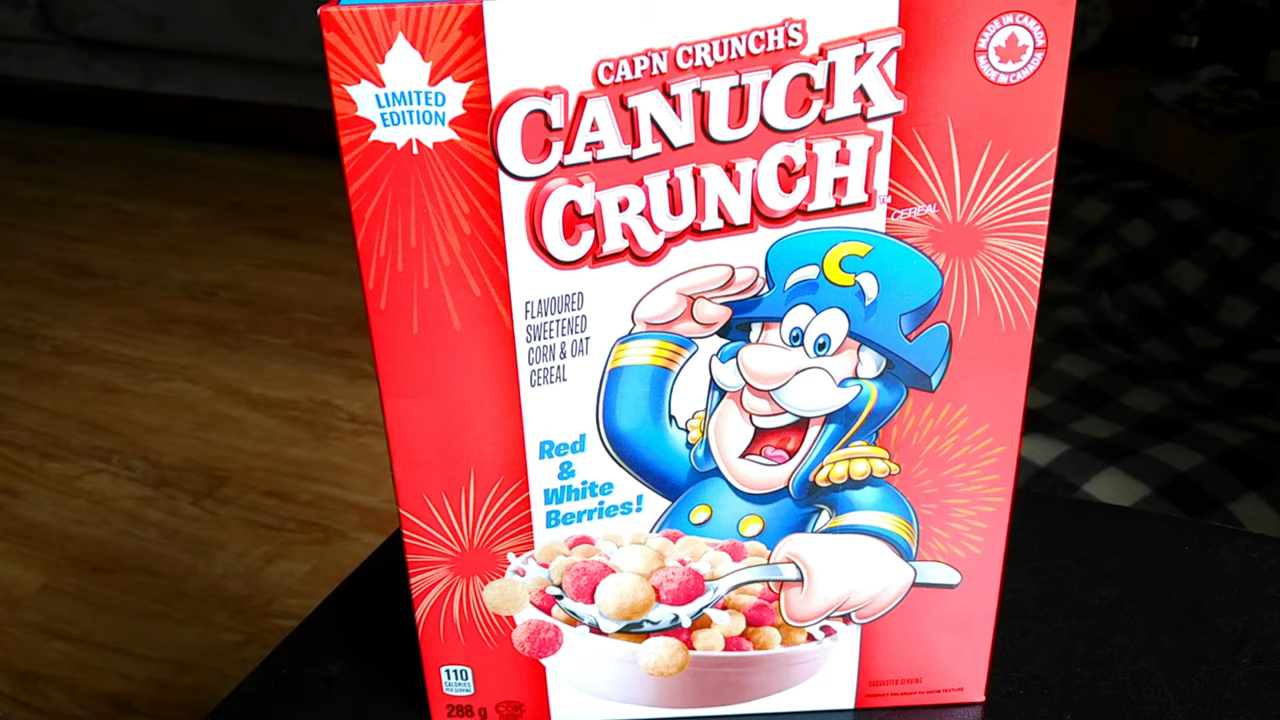 LIMITED
EDITION
CAP'N CRUNCH'S
CANUCK
CRUNCH
TM
CEREAL
MADE IN CANADA
MADE IN CANADA
FLAVOURED
SWEETENED
CORN & OAT
CEREAL
Red
&
White
Berries!
C
110
CALORIES
PER SERVING
288 g
SUGGESTED SERVING
PRODUCT ENLARGED TO SHOW TEXTURE